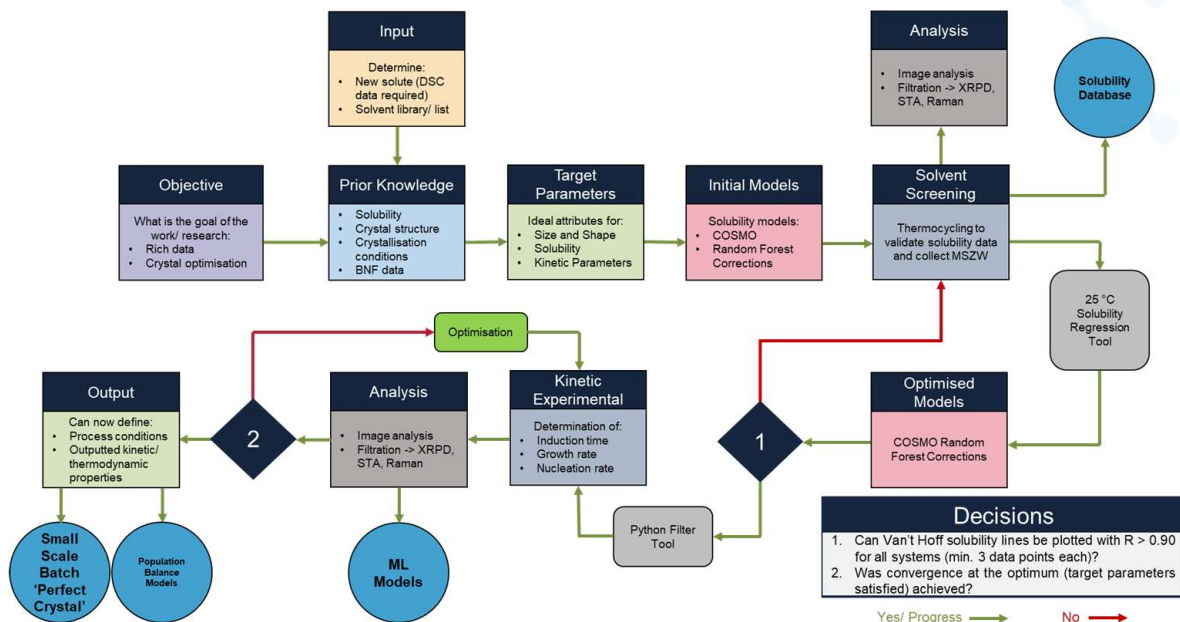 Input
Determine:
• New solute (DSC
data required)
• Solvent library/ list
Analysis
• Image analysis
• Filtration -> XRPD,
STA, Raman
Solubility
Database
Objective
What is the goal of the
work/ research:
• Rich data
• Crystal optimisation
Prior Knowledge
• Solubility
• Crystal structure
• Crystallisation
conditions
• BNF data
Target
Parameters
Ideal attributes for:
• Size and Shape
• Solubility
• Kinetic Parameters
Initial Models
Solubility models:
• COSMO
• Random Forest
Corrections
Solvent
Screening
Thermocycling to
validate solubility data
and collect MSZW
25 °C
Solubility
Regression
Tool
Optimisation
Output
Can now define:
• Process conditions
• Outputted kinetic/
thermodynamic
properties
2
Analysis
• Image analysis
• Filtration -> XRPD,
STA, Raman
Kinetic
Experimental
Determination of:
• Induction time
• Growth rate
• Nucleation rate
1
Optimised
Models
COSMO Random
Forest Corrections
Python Filter
Tool
Small
Scale
Batch
‘Perfect
Crystal’
Population
Balance
Models
ML
Models
Decisions
1. Can Van’t Hoff solubility lines be plotted with R > 0.90
for all systems (min. 3 data points each)?
2. Was convergence at the optimum (target parameters
satisfied) achieved?
Yes/ Progress
No